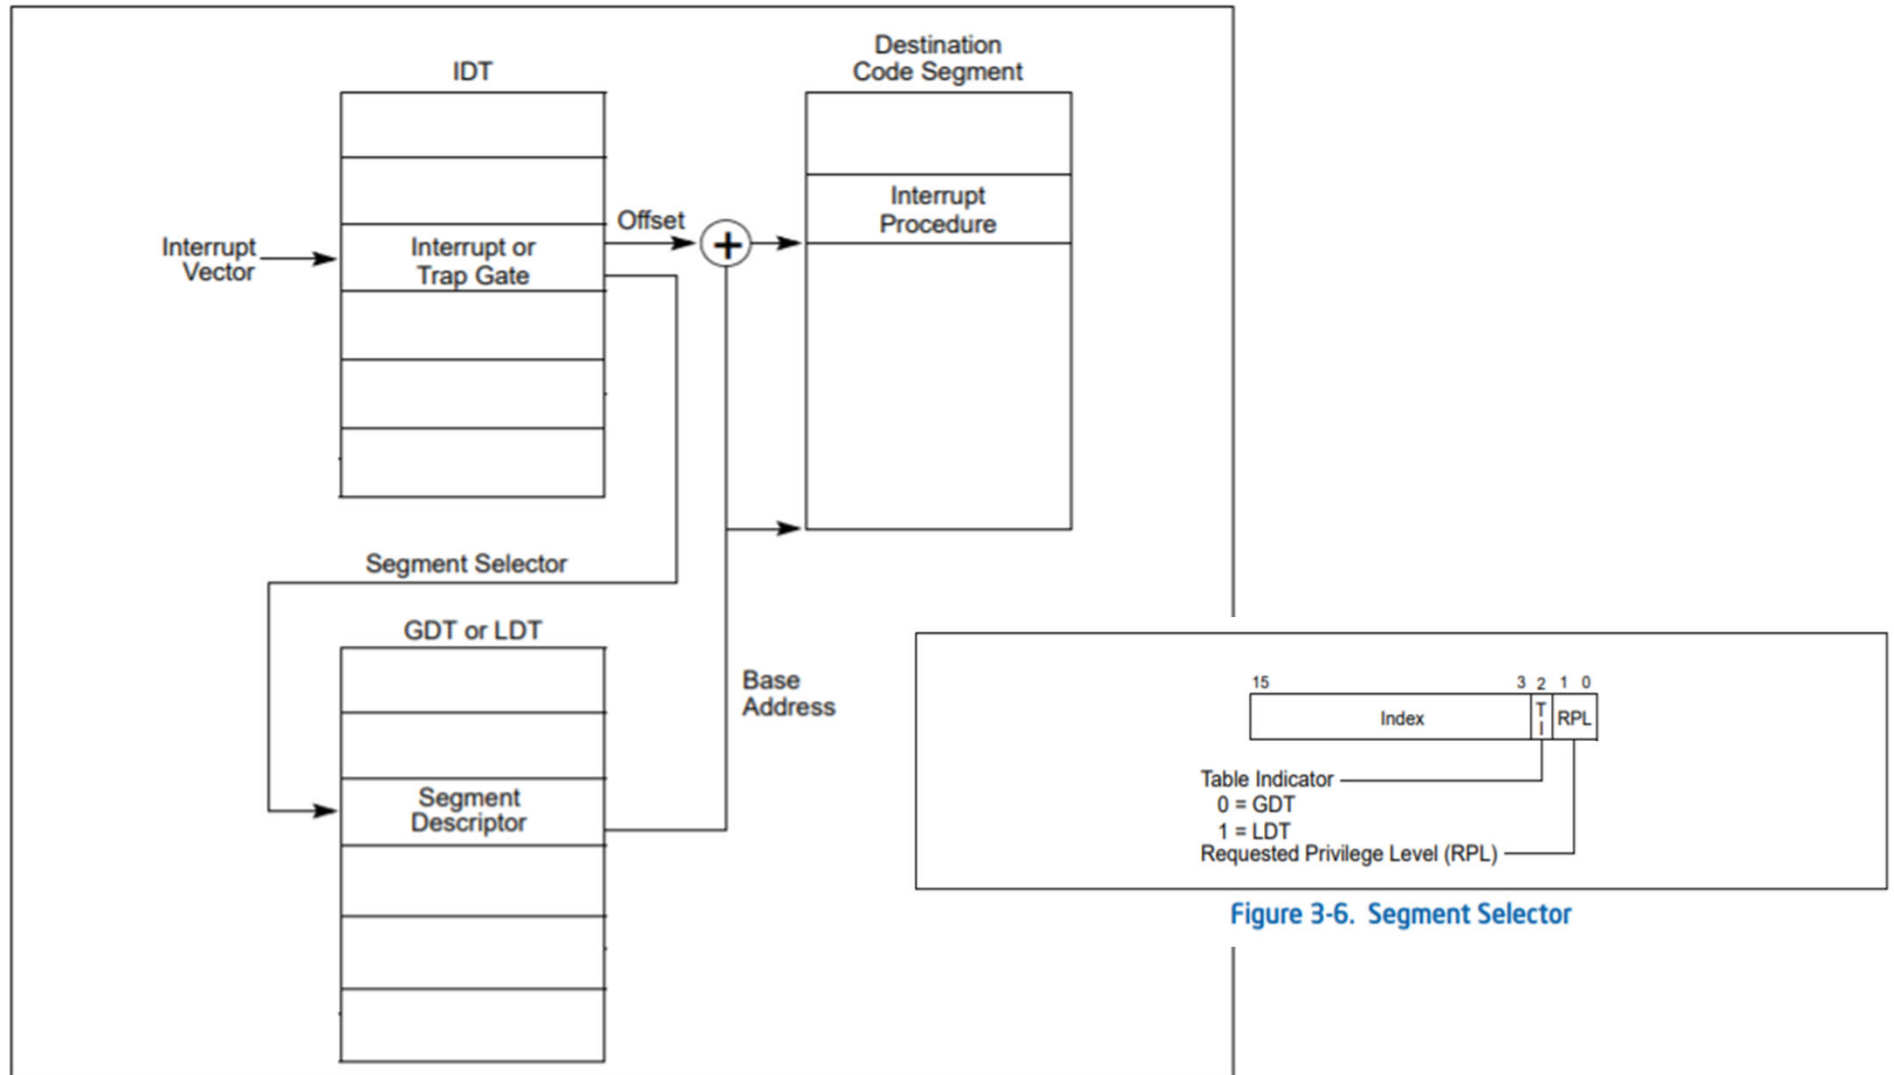 IDT
Destination
Code Segment
Interrupt
Procedure
Offset
+
Interrupt
Vector
Interrupt or
Trap Gate
Segment Selector
GDT or LDT
Base
Address
Segment
Descriptor
15 3 2 1 0
Index
TI
RPL
Table Indicator
0 = GDT
1 = LDT
Requested Privilege Level (RPL)
Figure 3-6. Segment Selector